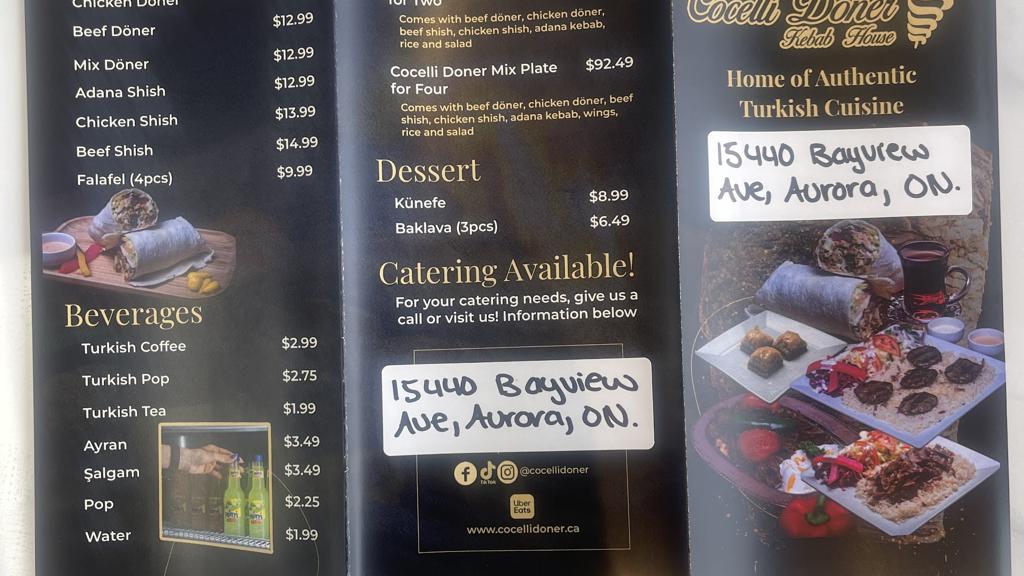 Chicken Döner
Beef Döner $12.99
Mix Döner $12.99
Adana Shish $12.99
Chicken Shish $13.99
Beef Shish $14.99
Falafel (4pcs) $9.99
Beverages
Turkish Coffee $2.99
Turkish Pop $2.75
Turkish Tea $1.99
Ayran $3.49
Şalgam $3.49
Pop $2.25
Water $1.99
for Two
Comes with beef döner, chicken döner,
beef shish, chicken shish, adana kebab,
rice and salad
Cocelli Doner Mix Plate $92.49
for Four
Comes with beef döner, chicken döner, beef
shish, chicken shish, adana kebab, wings,
rice and salad
Dessert
Künefe $8.99
Baklava (3pcs) $6.49
Catering Available!
For your catering needs, give us a
call or visit us! Information below
15440 Bayview
Ave, Aurora, ON.
TikTok @cocellidoner
Uber
Eats
www.cocellidoner.ca
Cocelli Döner
Kebab House
Home of Authentic
Turkish Cuisine
15440 Bayview
Ave, Aurora, ON.